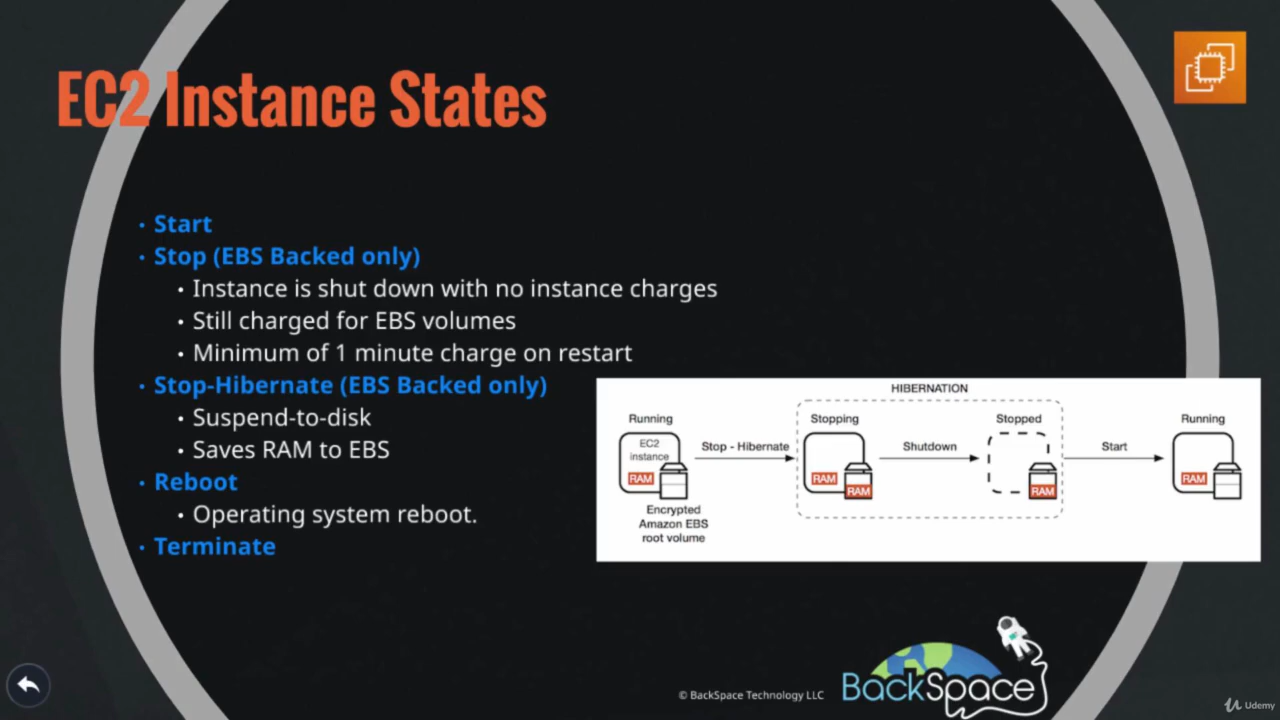 EC2 Instance States
• Start
• Stop (EBS Backed only)
• Instance is shut down with no instance charges
• Still charged for EBS volumes
• Minimum of 1 minute charge on restart
• Stop-Hibernate (EBS Backed only)
• Suspend-to-disk
• Saves RAM to EBS
• Reboot
• Operating system reboot.
• Terminate
HIBERNATION
Running
EC2
instance
RAM
Encrypted
Amazon EBS
root volume
Stop - Hibernate
Stopping
RAM
RAM
Shutdown
Stopped
RAM
Start
Running
RAM
© BackSpace Technology LLC
BackSpace
Udemy